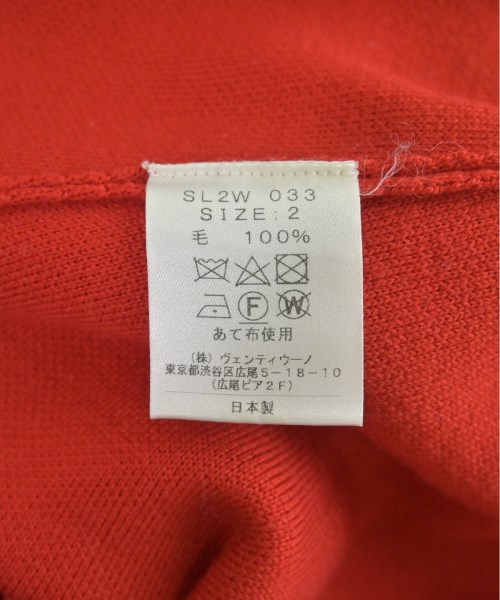 SL2W 033
SIZE:2
毛 100%
F W
あて布使用
(株) ヴェンティウーノ
東京都渋谷区広尾5-18-10
(広尾ピア2F)
日本製